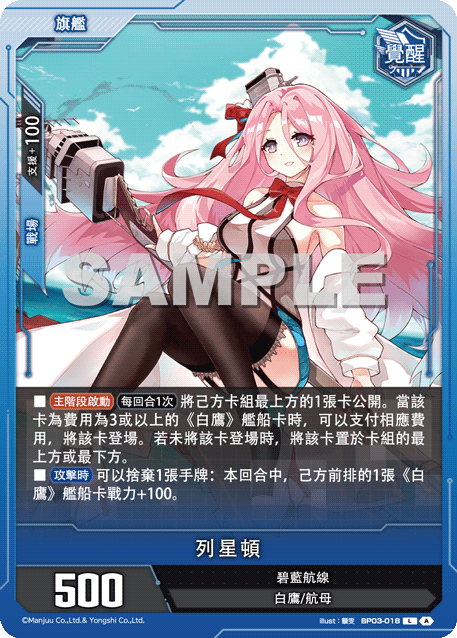 旗艦
覺醒
支援+100
戰場
SAMPLE
■ 主階段啟動 每回合1次 將己方卡組最上方的1張卡公開。當該
卡為費用為3或以上的《白鷹》艦船卡時，可以支付相應費
用，將該卡登場。若未將該卡登場時，將該卡置於卡組的最
上方或最下方。
■ 攻擊時 可以捨棄1張手牌：本回合中，己方前排的1張《白
鷹》艦船卡戰力+100。
列星頓
500
碧藍航線
白鷹/航母
©Manjuu Co.,Ltd.& Yongshi Co.,Ltd.
illust：驋雯 BP03-018 L A